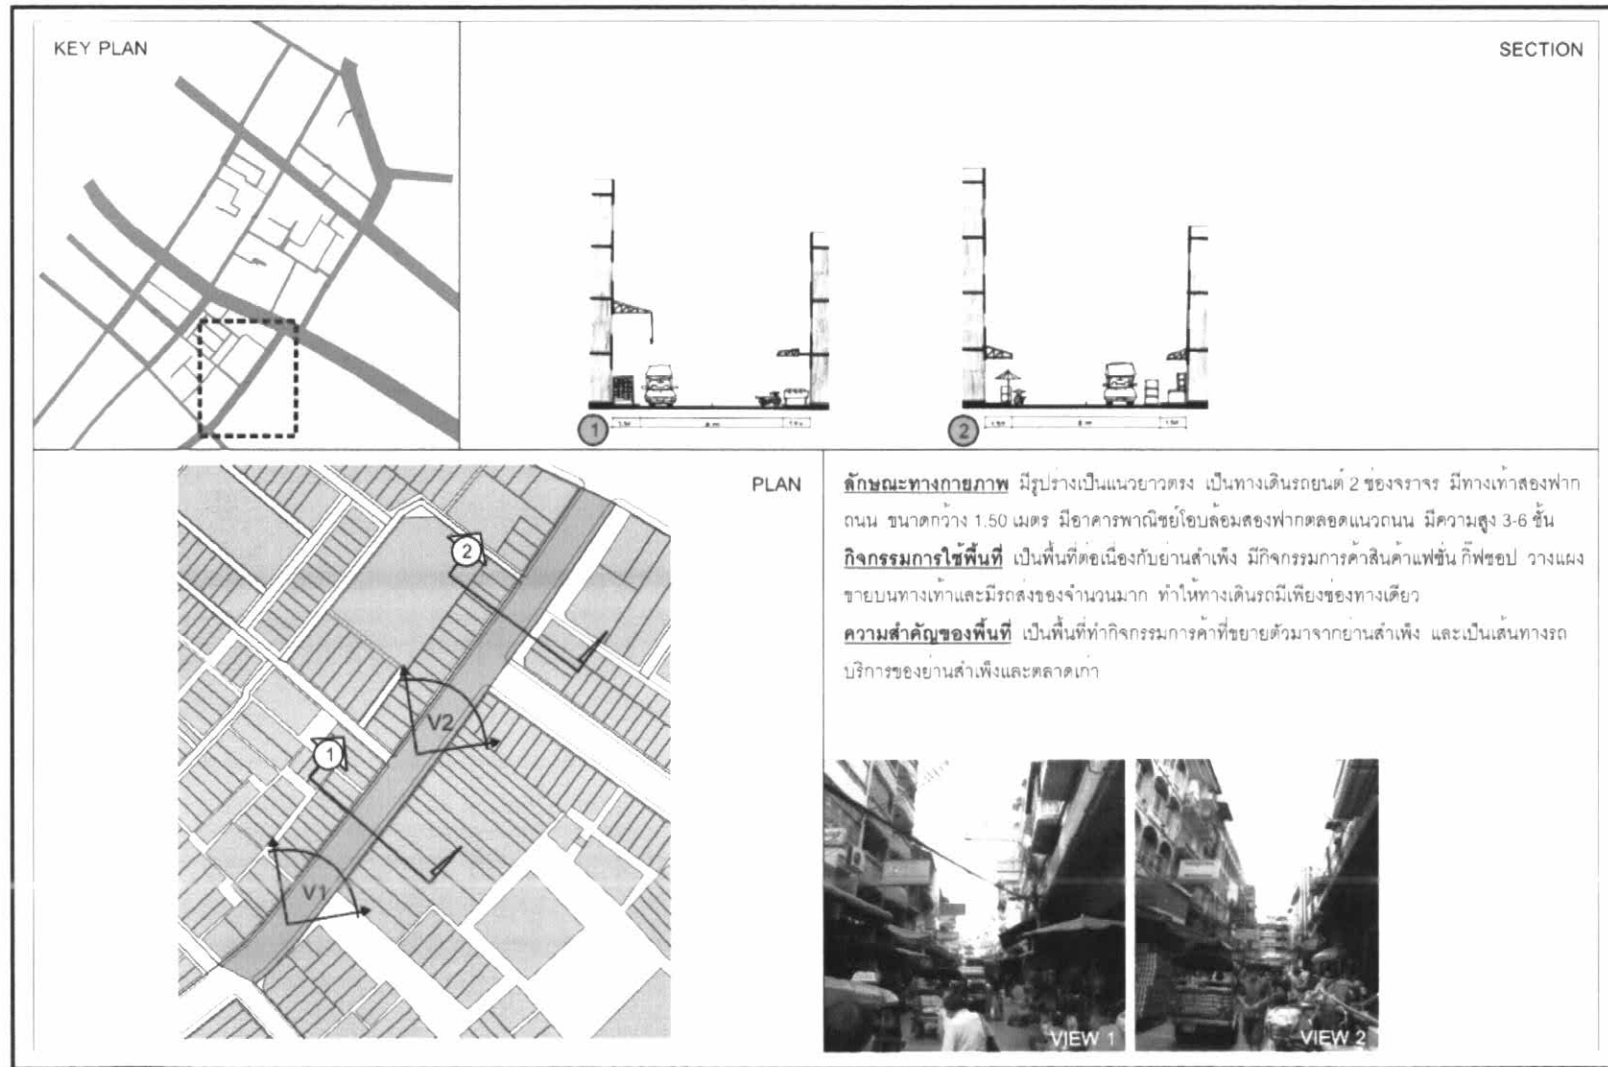 KEY PLAN
SECTION
1
2
PLAN
2
V2
1
V1
ลักษณะทางกายภาพ มีรูปร่างเป็นแนวยาวตรง เป็นทางเดินรถยนต์ 2 ช่องจราจร มีทางเท้าสองฟาก
ถนน ขนาดกว้าง 1.50 เมตร มีอาคารพาณิชย์โอบล้อมสองฟากตลอดแนวถนน มีความสูง 3-6 ชั้น
กิจกรรมการใช้พื้นที่ เป็นพื้นที่ต่อเนื่องกับย่านสำเพ็ง มีกิจกรรมการค้าสินค้าแฟชั่น กิ๊ฟชอป วางแผง
ขายบนทางเท้าและมีรถส่งของจำนวนมาก ทำให้ทางเดินรถมีเพียงช่องทางเดียว
ความสำคัญของพื้นที่ เป็นพื้นที่ทำกิจกรรมการค้าที่ขยายตัวมาจากย่านสำเพ็ง และเป็นเส้นทางรถ
บริการของย่านสำเพ็งและตลาดเก่า
VIEW 1
VIEW 2